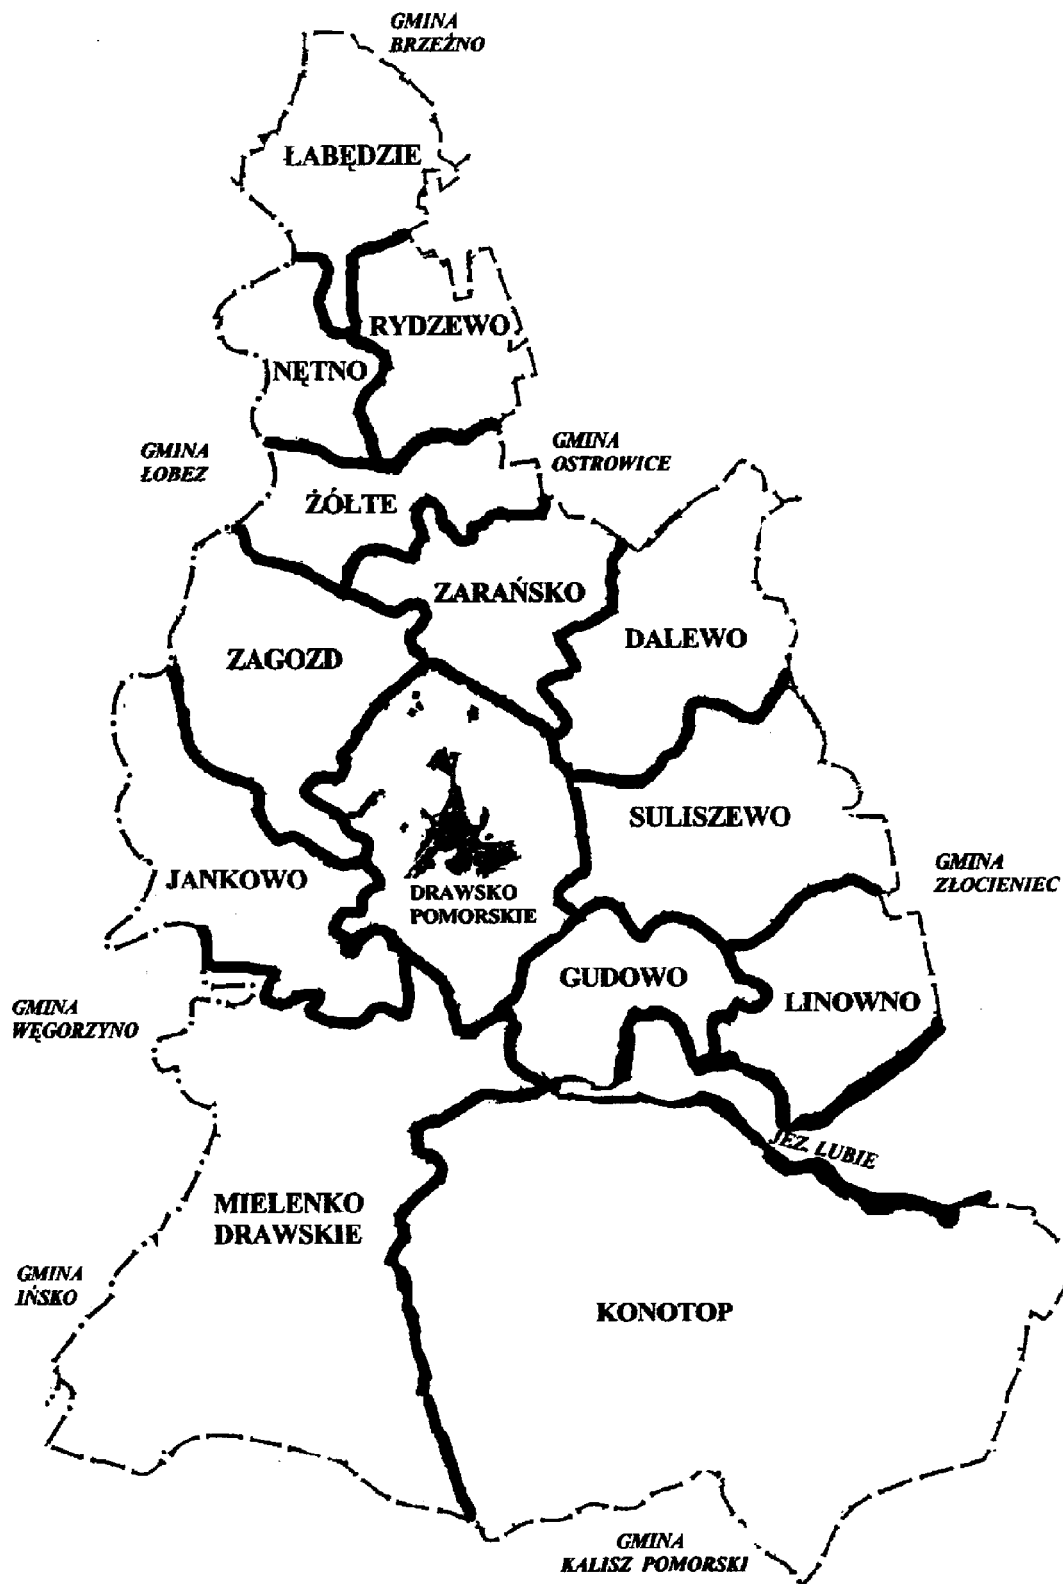 GMINA
BRZEŻNO
ŁABĘDZIE
RYDZEWO
NĘTNO
GMINA
ŁOBEZ
GMINA
OSTROWICE
ŻÓŁTE
ZARAŃSKO
DALEWO
ZAGOZD
SULISZEWO
JANKOWO
DRAWSKO
POMORSKIE
GMINA
ZŁOCIENIEC
GUDOWO
LINOWNO
GMINA
WĘGORZYNO
JEZ. LUBIE
MIELENKO
DRAWSKIE
GMINA
IŃSKO
KONOTOP
GMINA
KALISZ POMORSKI